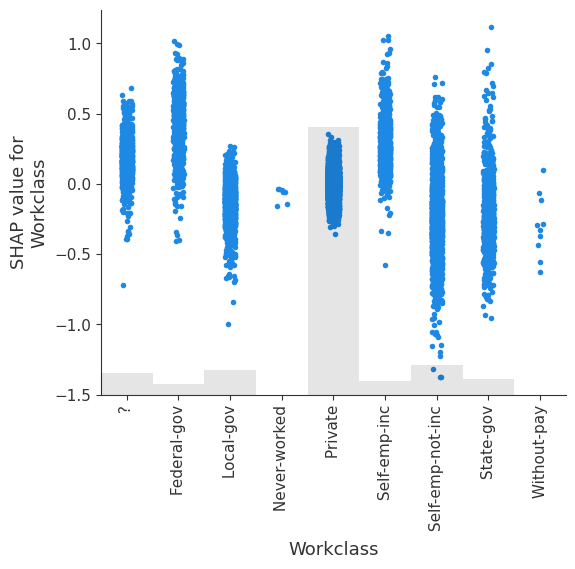 SHAP value for
Workclass
1.0
0.5
0.0
−0.5
−1.0
−1.5
?
Federal-gov
Local-gov
Never-worked
Private
Self-emp-inc
Self-emp-not-inc
State-gov
Without-pay
Workclass